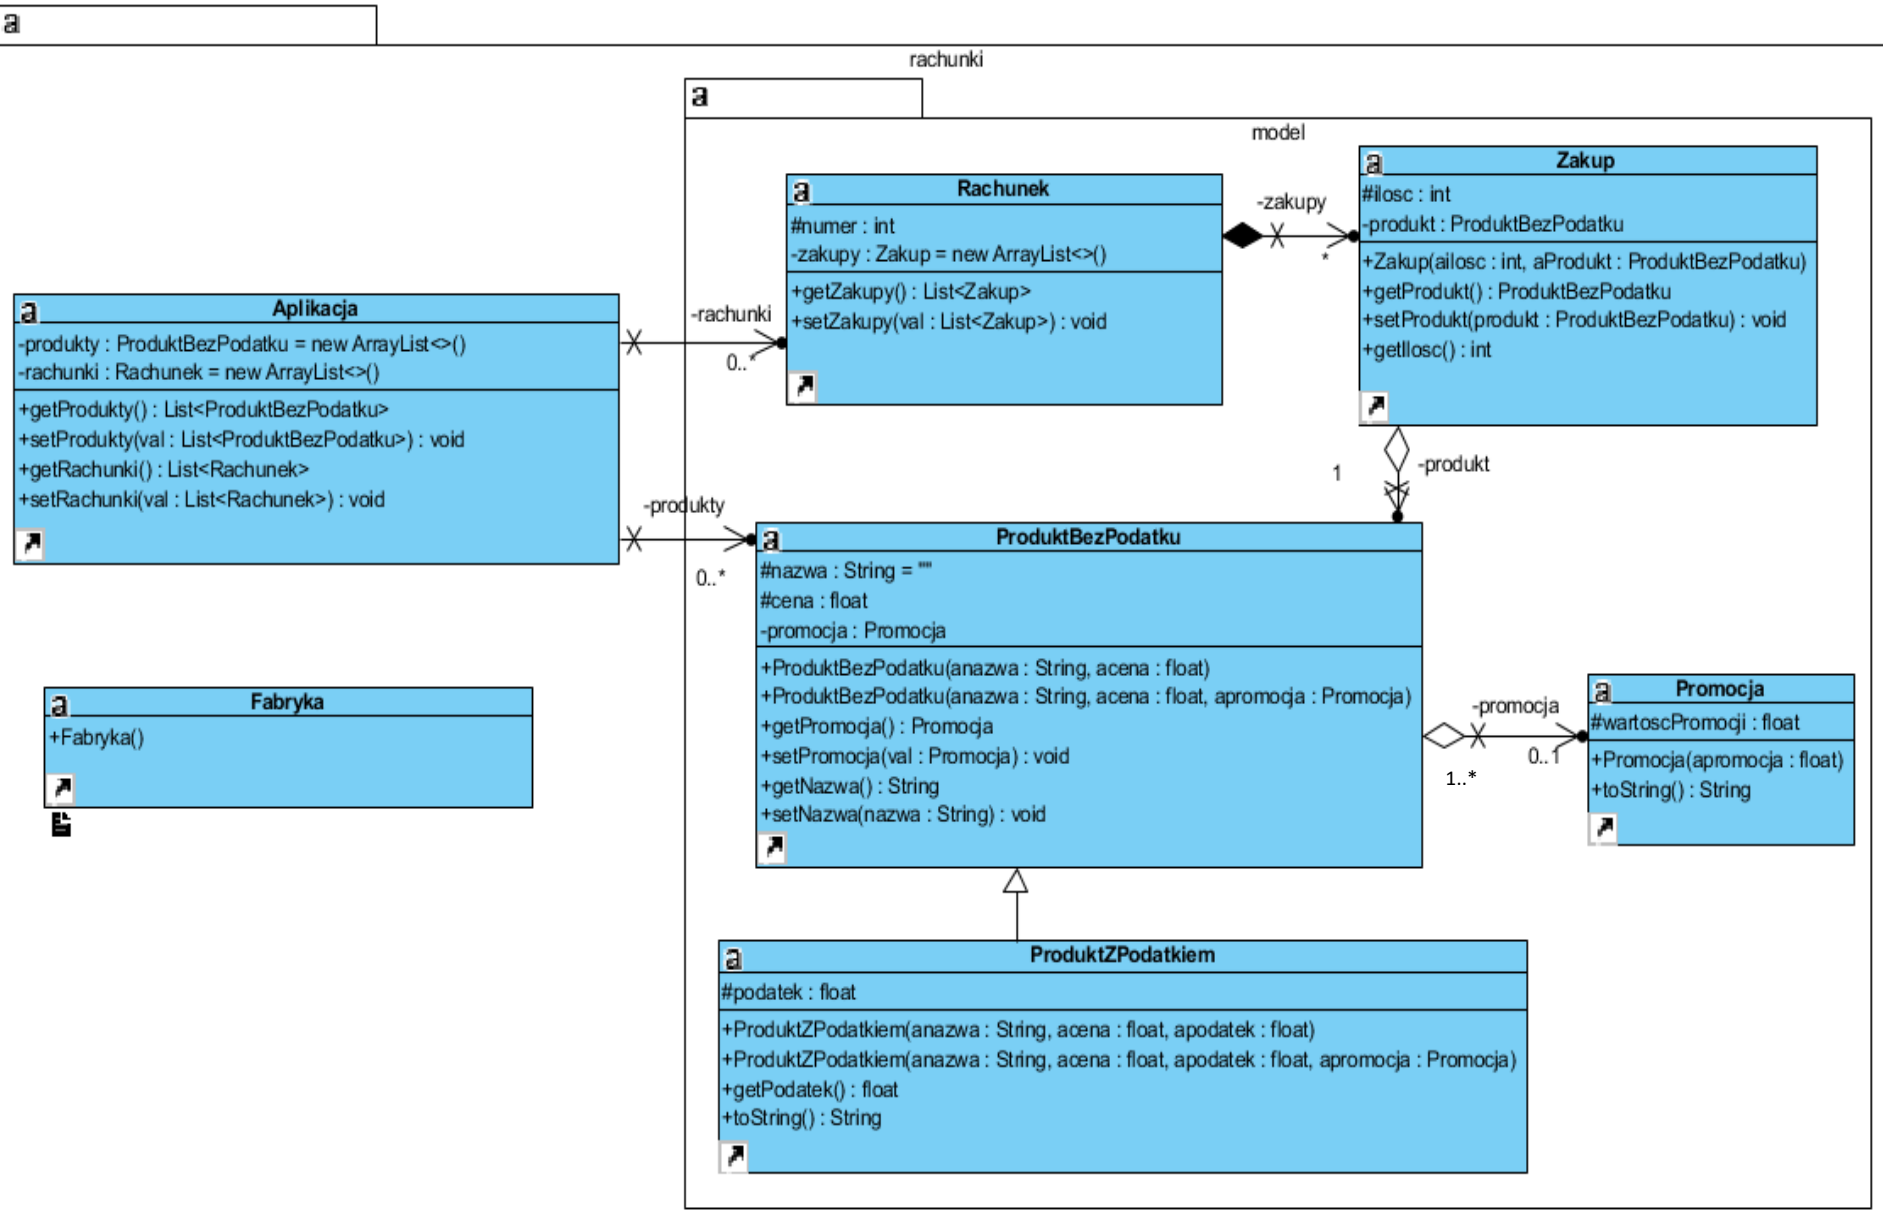 a
rachunki
a
model
a
Rachunek
#numer : int
-zakupy : Zakup = new ArrayList<>()
+getZakupy() : List<Zakup>
+setZakupy(val : List<Zakup>) : void
-zakupy
*
a
Zakup
#ilosc : int
-produkt : ProduktBezPodatku
+Zakup(ailosc : int, aProdukt : ProduktBezPodatku)
+getProdukt() : ProduktBezPodatku
+setProdukt(produkt : ProduktBezPodatku) : void
+getIlosc() : int
a
Aplikacja
-produkty : ProduktBezPodatku = new ArrayList<>()
-rachunki : Rachunek = new ArrayList<>()
+getProdukty() : List<ProduktBezPodatku>
+setProdukty(val : List<ProduktBezPodatku>) : void
+getRachunki() : List<Rachunek>
+setRachunki(val : List<Rachunek>) : void
-rachunki
0..*
-produkty
0..*
1
-produkt
a
ProduktBezPodatku
#nazwa : String = ""
#cena : float
-promocja : Promocja
+ProduktBezPodatku(anazwa : String, acena : float)
+ProduktBezPodatku(anazwa : String, acena : float, apromocja : Promocja)
+getPromocja() : Promocja
+setPromocja(val : Promocja) : void
+getNazwa() : String
+setNazwa(nazwa : String) : void
-promocja
0..1
1..*
a
Promocja
#wartoscPromocji : float
+Promocja(apromocja : float)
+toString() : String
a
Fabryka
+Fabryka()
a
ProduktZPodatkiem
#podatek : float
+ProduktZPodatkiem(anazwa : String, acena : float, apodatek : float)
+ProduktZPodatkiem(anazwa : String, acena : float, apodatek : float, apromocja : Promocja)
+getPodatek() : float
+toString() : String